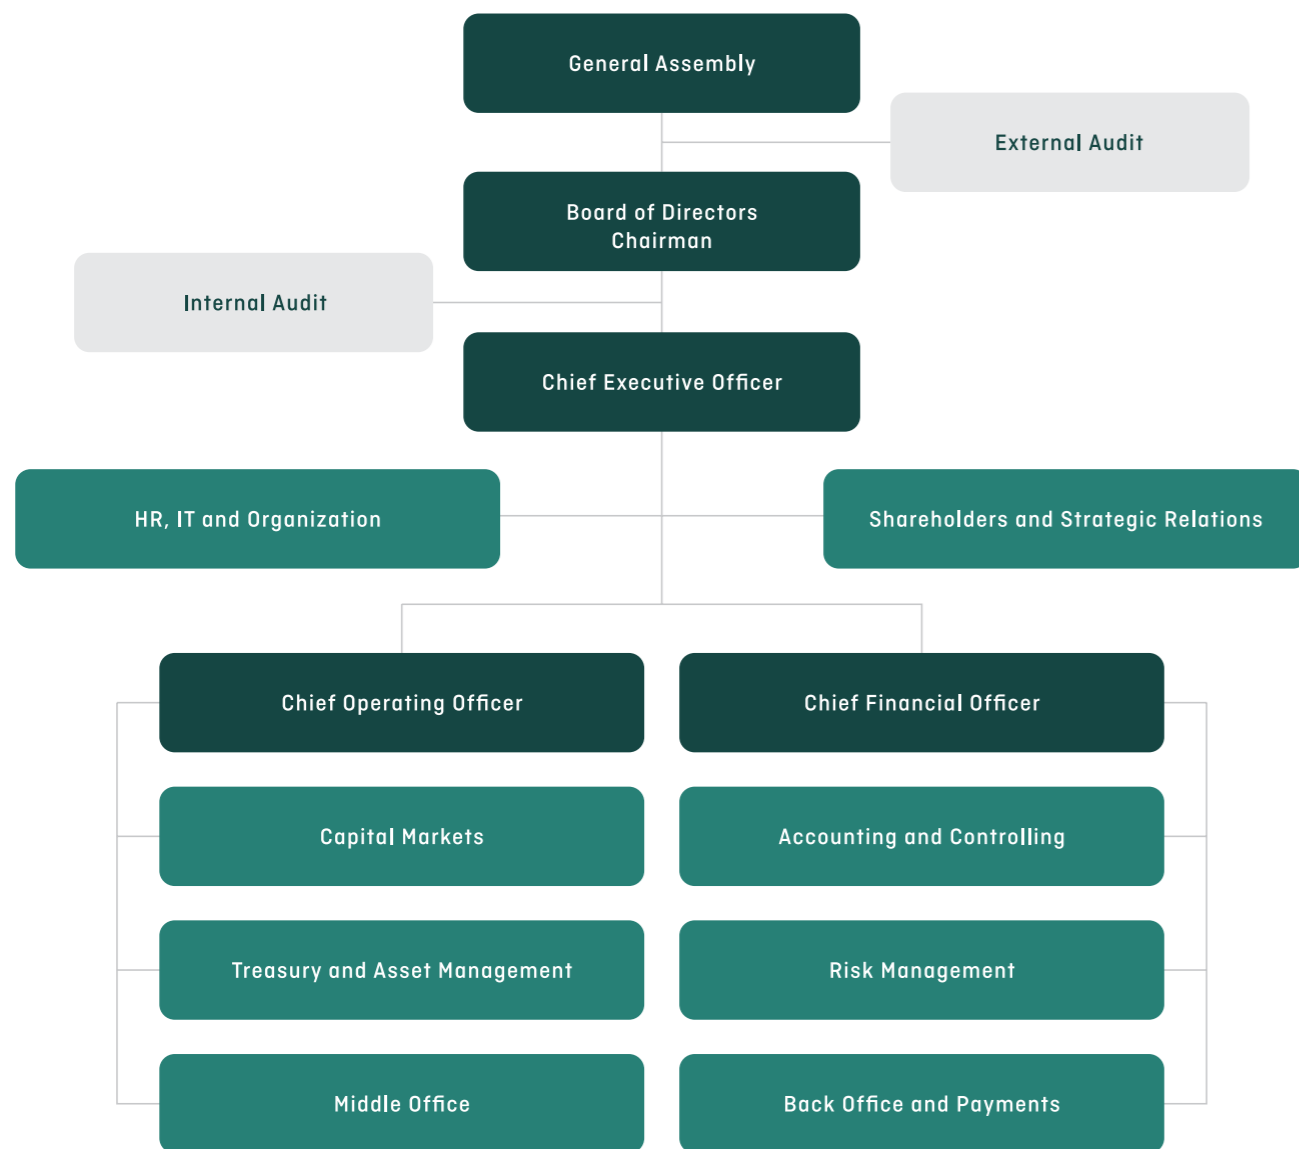 General Assembly
External Audit
Board of Directors
Chairman
Internal Audit
Chief Executive Officer
HR, IT and Organization
Shareholders and Strategic Relations
Chief Operating Officer
Chief Financial Officer
Capital Markets
Accounting and Controlling
Treasury and Asset Management
Risk Management
Middle Office
Back Office and Payments